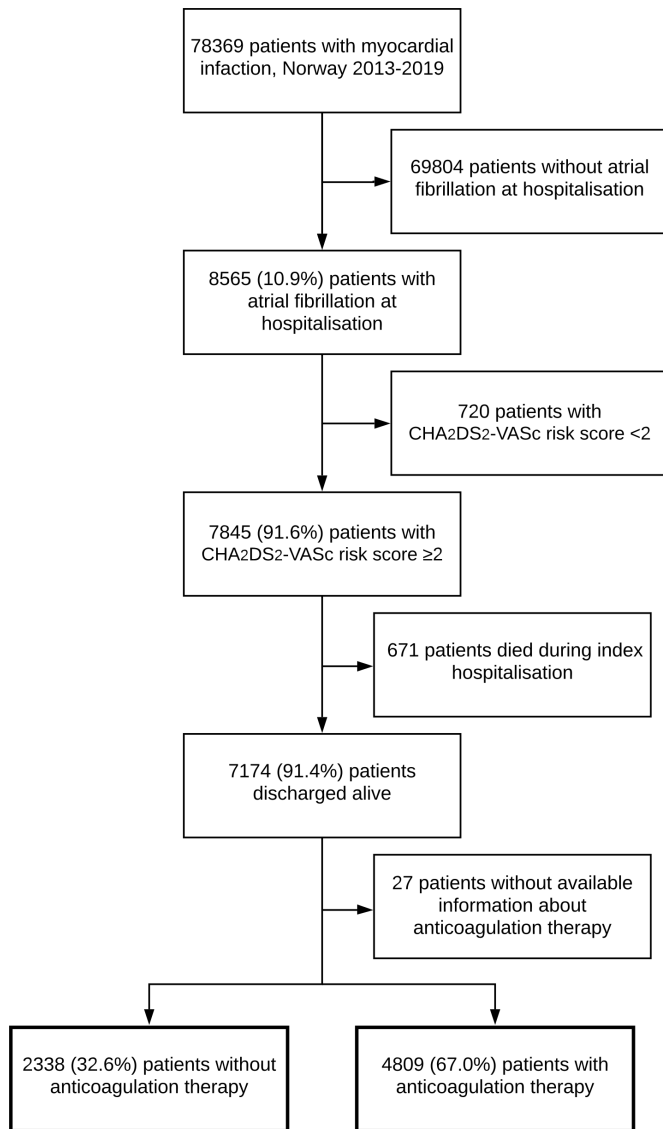 78369 patients with myocardial
infaction, Norway 2013-2019
69804 patients without atrial
fibrillation at hospitalisation
8565 (10.9%) patients with
atrial fibrillation at
hospitalisation
720 patients with
CHA2DS2-VASc risk score <2
7845 (91.6%) patients with
CHA2DS2-VASc risk score ≥2
671 patients died during index
hospitalisation
7174 (91.4%) patients
discharged alive
27 patients without available
information about
anticoagulation therapy
2338 (32.6%) patients without
anticoagulation therapy
4809 (67.0%) patients with
anticoagulation therapy